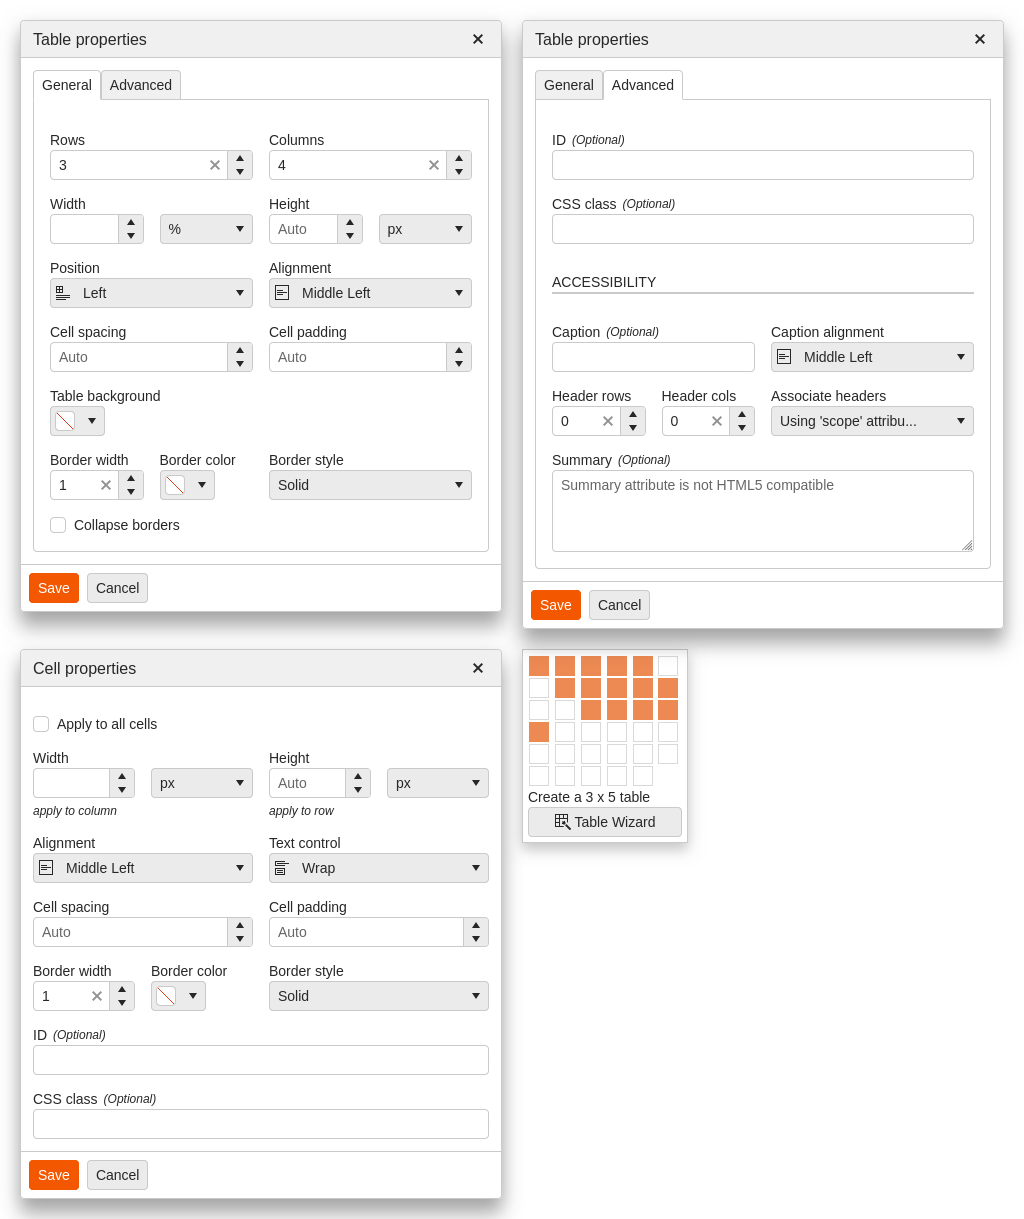 Table properties
General Advanced
Rows Columns
3 4
Width Height
% Auto px
Position Alignment
Left Middle Left
Cell spacing Cell padding
Auto Auto
Table background
Border width Border color Border style
1 Solid
Collapse borders
Save Cancel
Table properties
General Advanced
ID (Optional)
CSS class (Optional)
ACCESSIBILITY
Caption (Optional) Caption alignment
Middle Left
Header rows Header cols Associate headers
0 0 Using 'scope' attribu...
Summary (Optional)
Summary attribute is not HTML5 compatible
Save Cancel
Cell properties
Apply to all cells
Width Height
px Auto px
apply to column apply to row
Alignment Text control
Middle Left Wrap
Cell spacing Cell padding
Auto Auto
Border width Border color Border style
1 Solid
ID (Optional)
CSS class (Optional)
Save Cancel
Create a 3 x 5 table
Table Wizard